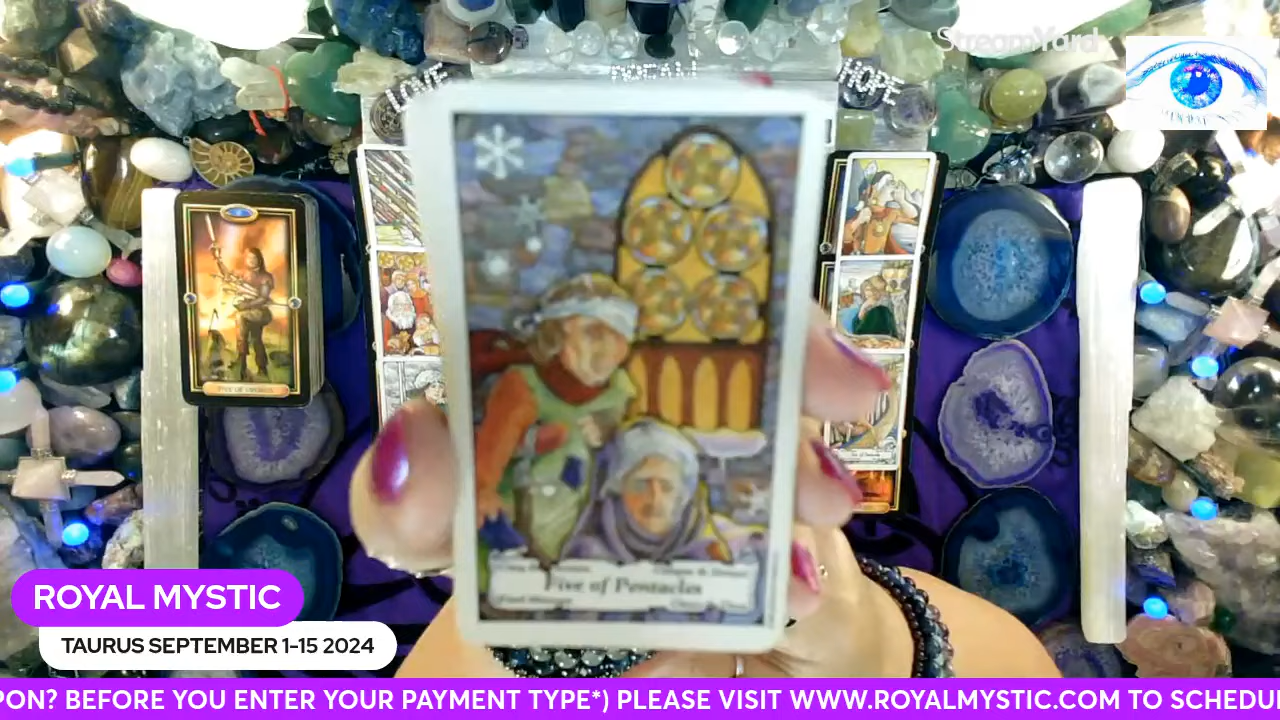 StreamYard
LOVE
HOPE
Five of Pentacles
ROYAL MYSTIC
TAURUS SEPTEMBER 1-15 2024
PON? BEFORE YOU ENTER YOUR PAYMENT TYPE*) PLEASE VISIT WWW.ROYALMYSTIC.COM TO SCHEDU